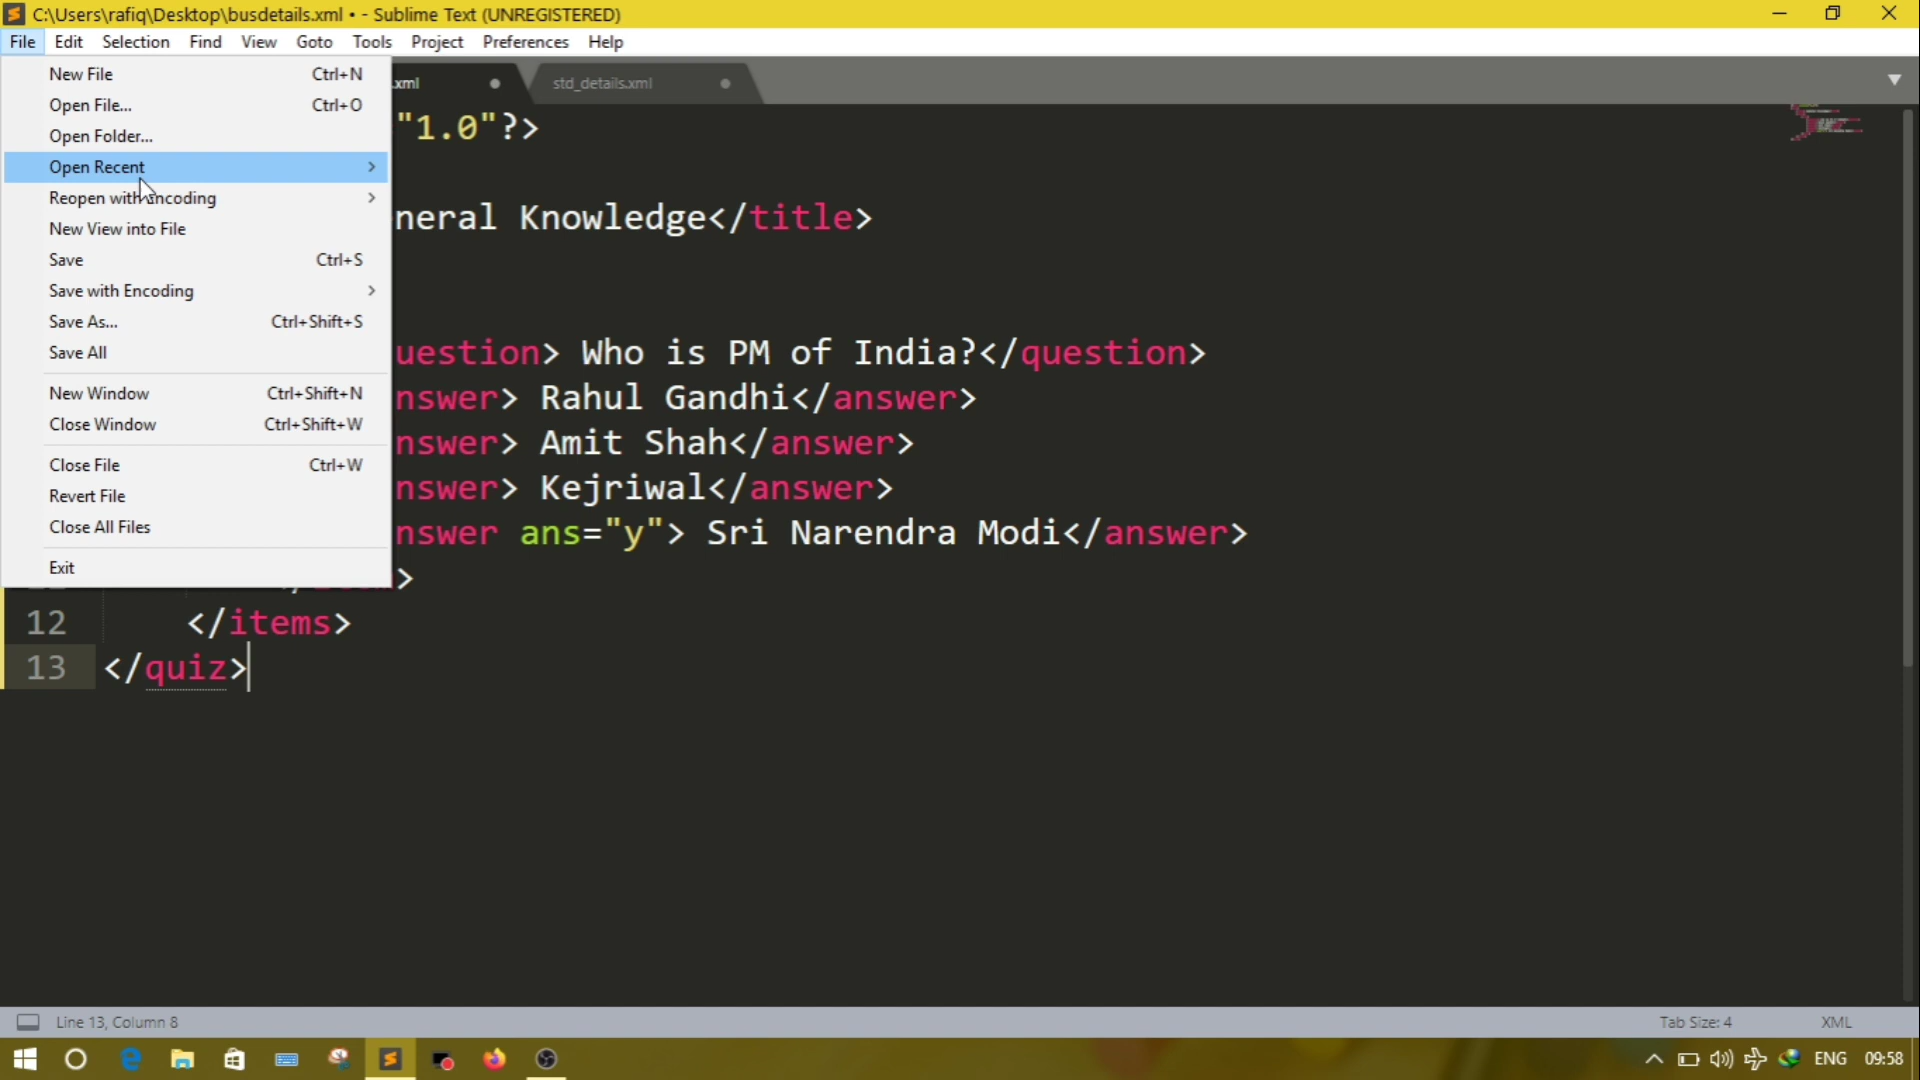 C:\Users\rafiq\Desktop\busdetails.xml • - Sublime Text (UNREGISTERED)
File Edit Selection Find View Goto Tools Project Preferences Help
New File Ctrl+N
Open File... Ctrl+O
Open Folder...
Open Recent
Reopen with Encoding
New View into File
Save Ctrl+S
Save with Encoding
Save As... Ctrl+Shift+S
Save All
New Window Ctrl+Shift+N
Close Window Ctrl+Shift+W
Close File Ctrl+W
Revert File
Close All Files
Exit
.xml std_details.xml
"1.0"?>
neral Knowledge</title>
uestion> Who is PM of India?</question>
nswer> Rahul Gandhi</answer>
nswer> Amit Shah</answer>
nswer> Kejriwal</answer>
nswer ans="y"> Sri Narendra Modi</answer>
>
12 </items>
13 </quiz>
Line 13, Column 8 Tab Size: 4 XML
ENG 09:58